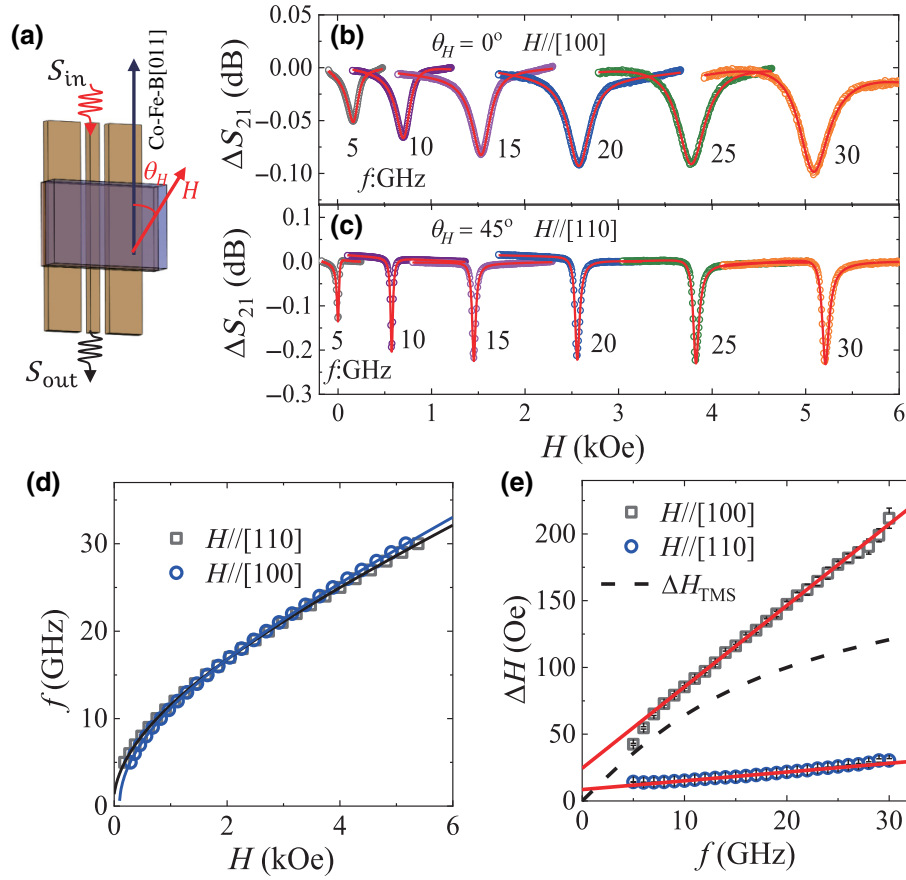 (a)
S_in
Co-Fe-B[011]
θ_H
H
S_out
(b)
θ_H = 0° H//[100]
0.05
0.00
−0.05
−0.10
ΔS_21 (dB)
5
10
15
20
25
30
f:GHz
(c)
θ_H = 45° H//[110]
0.1
0.0
−0.1
−0.2
−0.3
ΔS_21 (dB)
5
10
15
20
25
30
f:GHz
0 1 2 3 4 5 6
H (kOe)
(d)
H//[110]
H//[100]
30
20
10
0
f (GHz)
0 2 4 6
H (kOe)
(e)
H//[100]
H//[110]
ΔH_TMS
200
150
100
50
0
ΔH (Oe)
0 10 20 30
f (GHz)